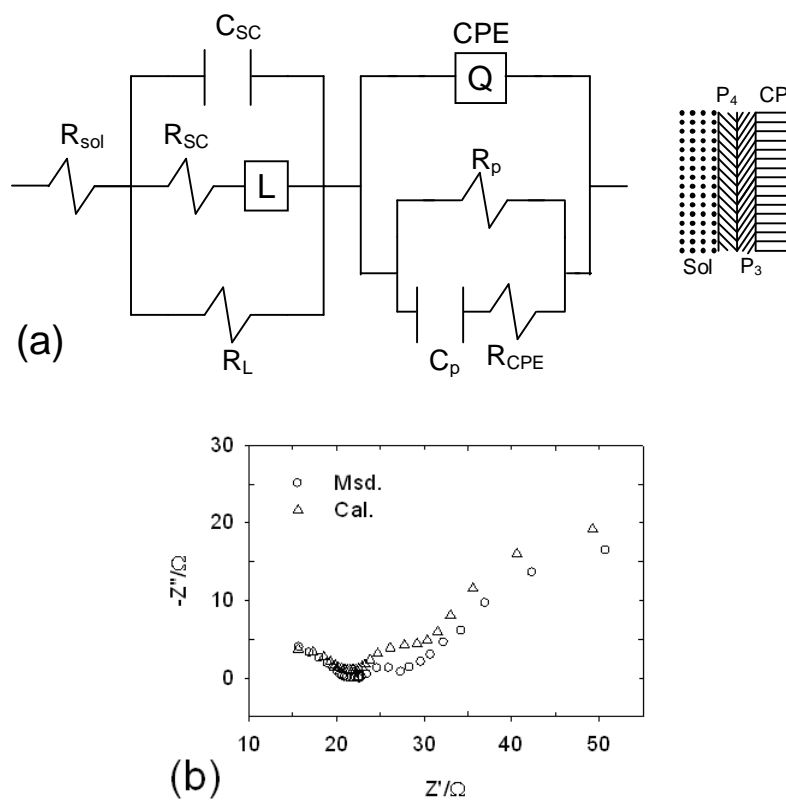 C_SC
CPE
Q
R_sol
R_SC
L
R_p
R_L
C_p
R_CPE
(a)
P_4
CP
Sol
P_3
30
20
10
0
-Z"/Ω
Msd.
Cal.
10
20
30
40
50
Z'/Ω
(b)